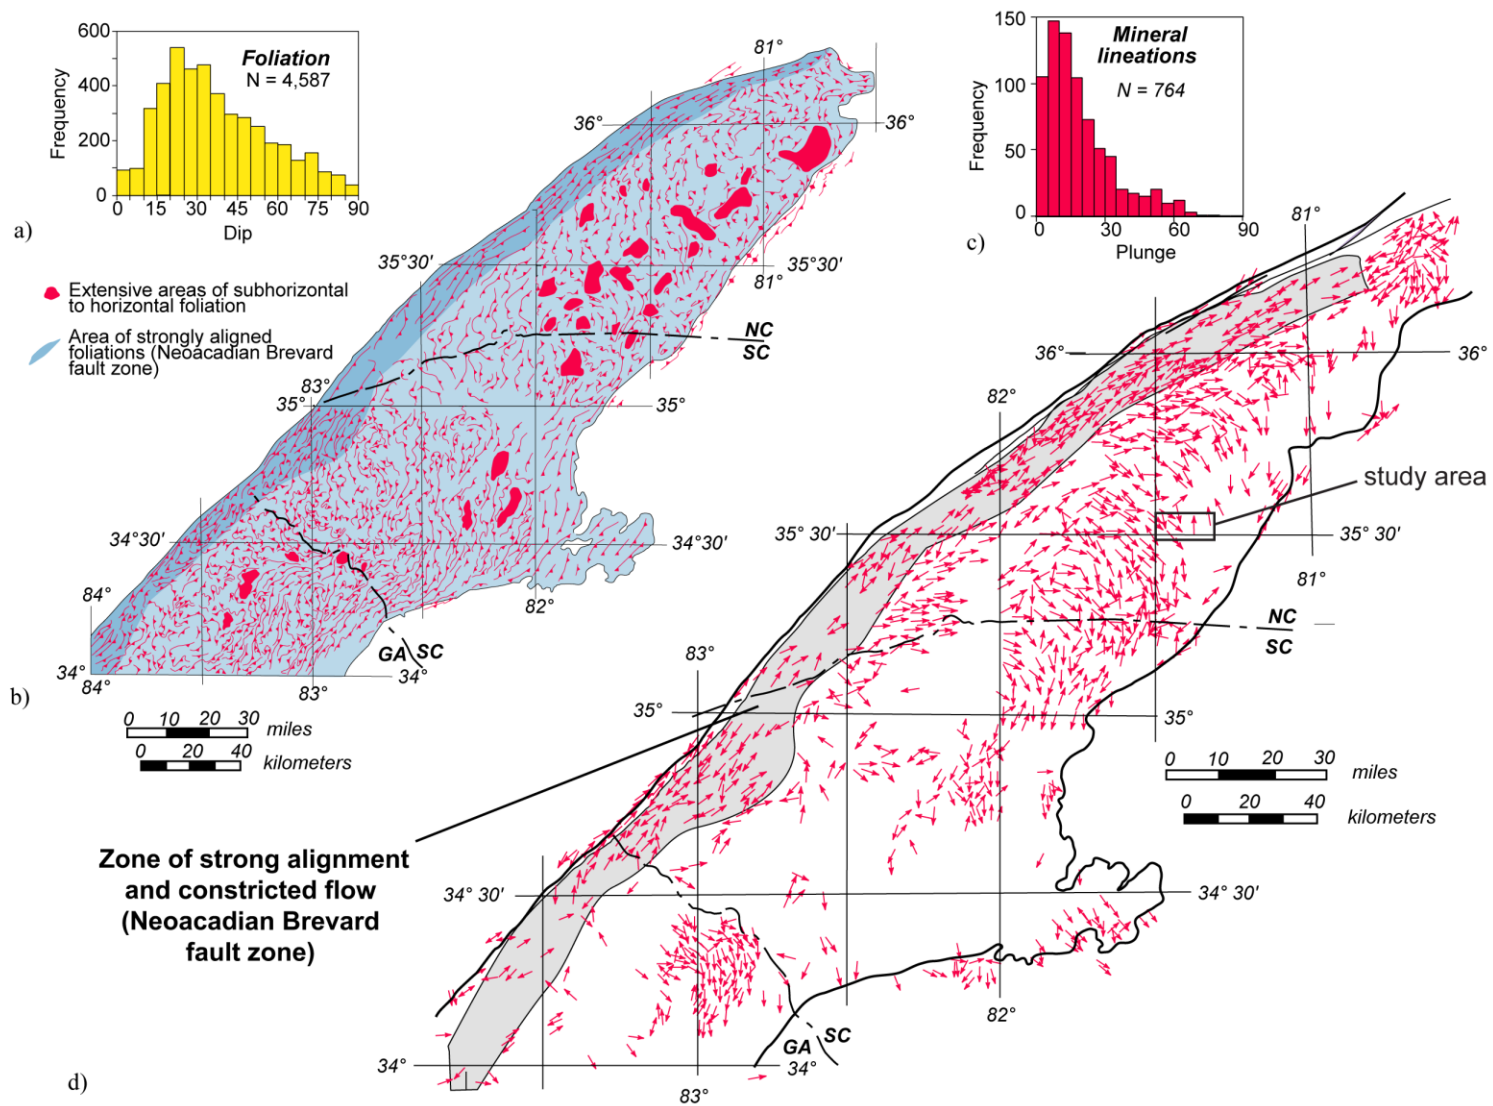 600
400
200
0
Frequency
Foliation
N = 4,587
0 15 30 45 60 75 90
Dip
a)
Extensive areas of subhorizontal
to horizontal foliation
Area of strongly aligned
foliations (Neoacadian Brevard
fault zone)
81°
36°
36°
35°30'
35°30'
81°
NC
SC
83°
35°
35°
34°30'
34°30'
84°
82°
GA
SC
34°
34°
84°
83°
b)
0 10 20 30 miles
0 20 40 kilometers
150
100
50
0
Frequency
Mineral
lineations
N = 764
0 30 60 90
Plunge
c)
81°
36°
36°
82°
study area
35° 30'
35° 30'
81°
NC
SC
83°
35°
35°
0 10 20 30 miles
0 20 40 kilometers
Zone of strong alignment
and constricted flow
(Neoacadian Brevard
fault zone)
34° 30'
34° 30'
82°
SC
GA
34°
34°
83°
d)